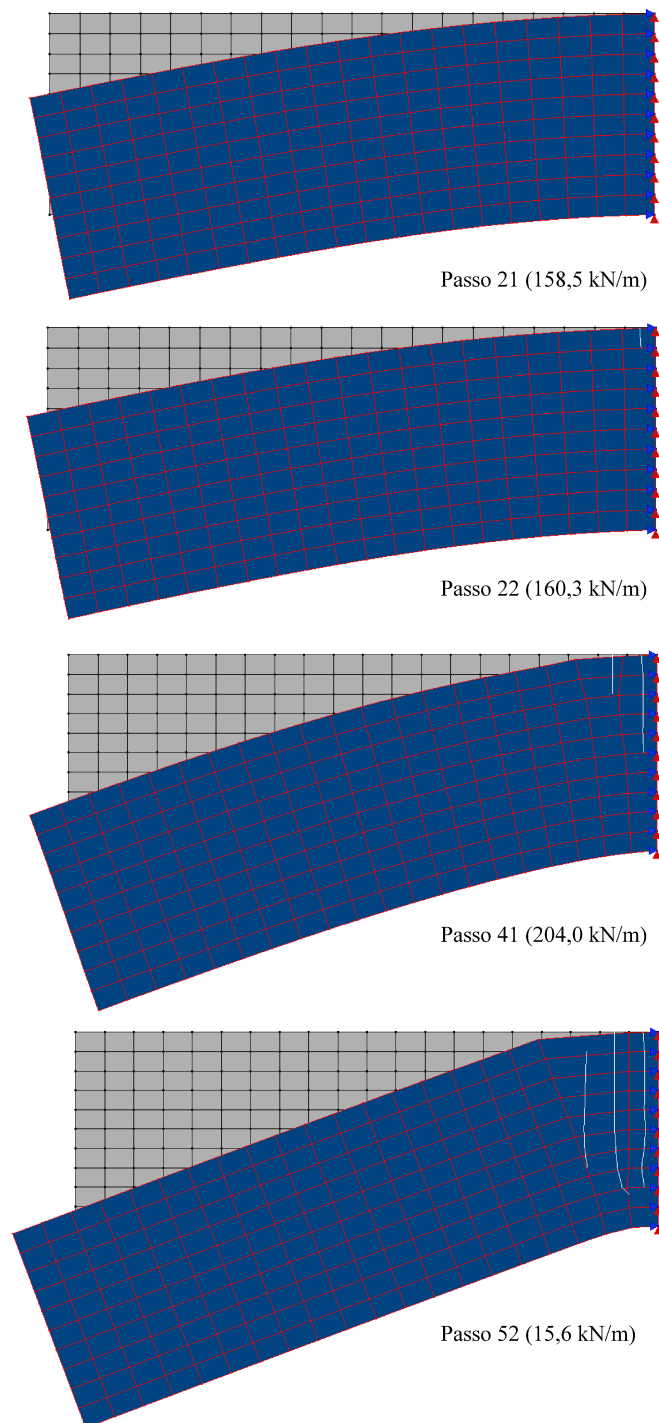 Passo 21 (158,5 kN/m)
Passo 22 (160,3 kN/m)
Passo 41 (204,0 kN/m)
Passo 52 (15,6 kN/m)